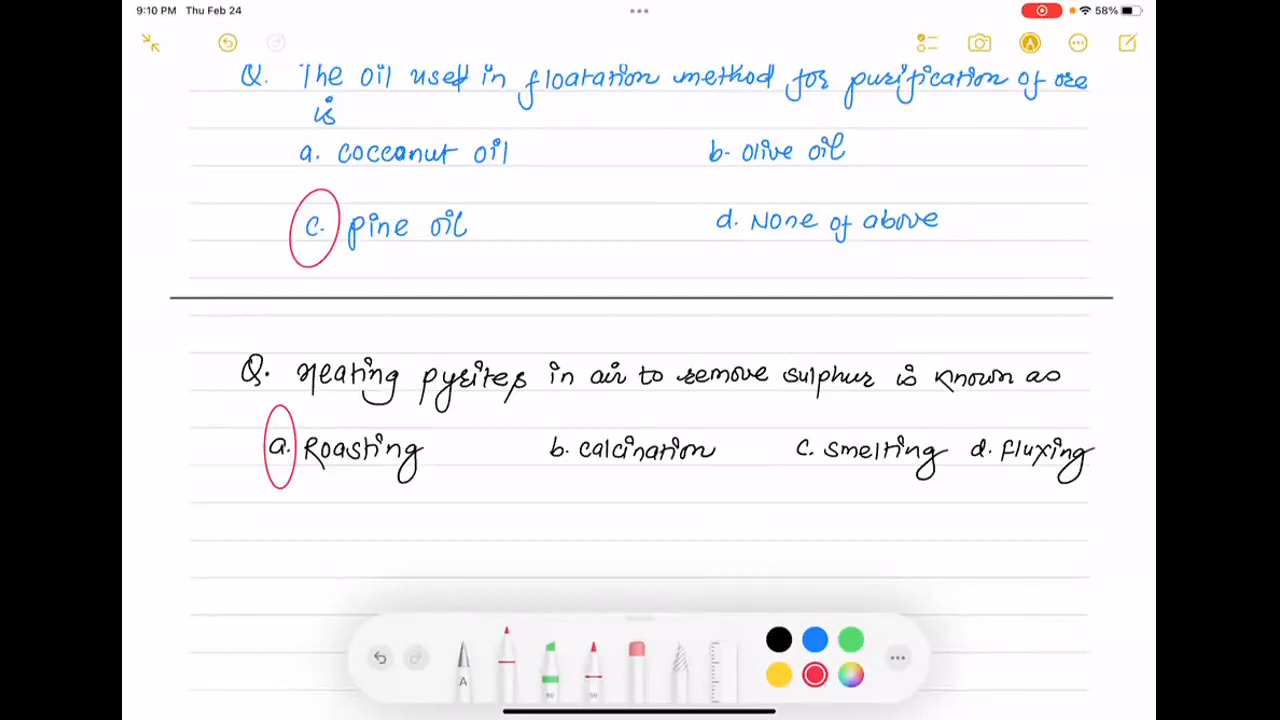 9:10 PM Thu Feb 24
58%
Q. The oil used in floatation method for purification of ore
is
a. coccanut oil b. olive oil
c. pine oil d. None of above
Q. Heating pyrites in air to remove sulphur is known as
a. Roasting b. calcination c. smelting d. fluxing
A
80
50